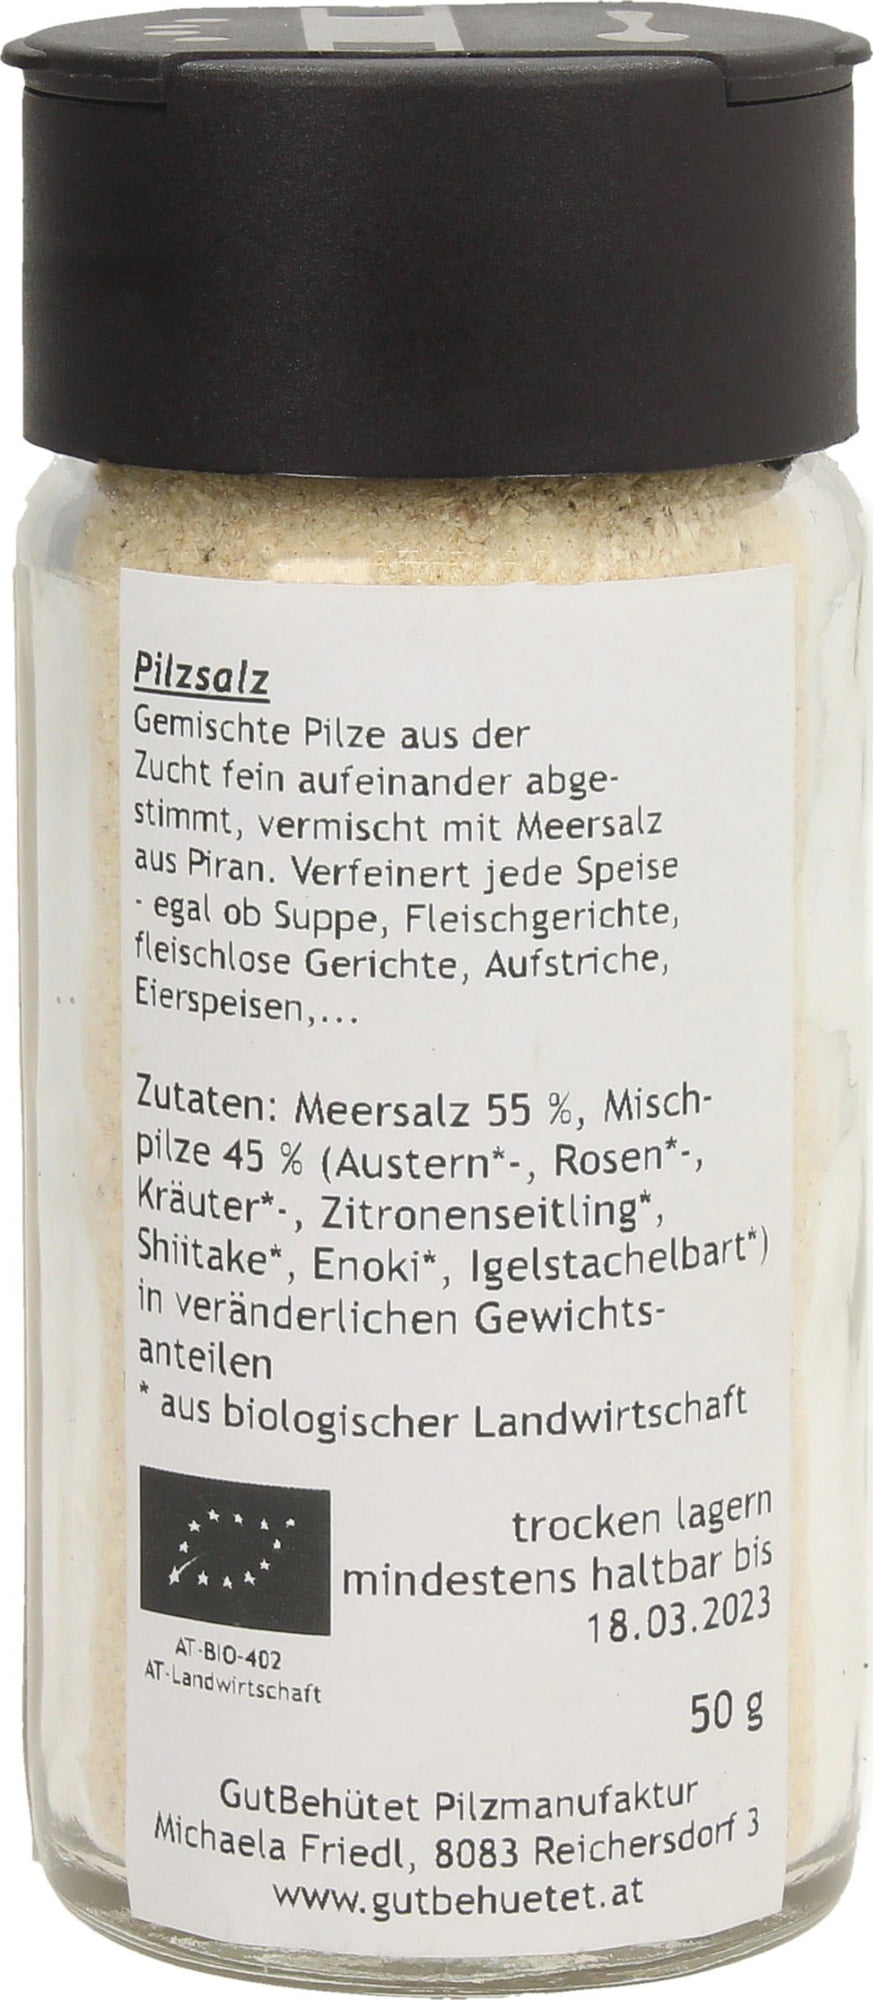 Pilzsalz
Gemischte Pilze aus der
Zucht fein aufeinander abge-
stimmt, vermischt mit Meersalz
aus Piran. Verfeinert jede Speise
- egal ob Suppe, Fleischgerichte,
fleischlose Gerichte, Aufstriche,
Eierspeisen,...
Zutaten: Meersalz 55 %, Misch-
pilze 45 % (Austern*-, Rosen*-,
Kräuter*-, Zitronenseitling*,
Shiitake*, Enoki*, Igelstachelbart*)
in veränderlichen Gewichts-
anteilen
* aus biologischer Landwirtschaft
trocken lagern
mindestens haltbar bis
18.03.2023
AT-BIO-402
AT-Landwirtschaft
50 g
GutBehütet Pilzmanufaktur
Michaela Friedl, 8083 Reichersdorf 3
www.gutbehuetet.at